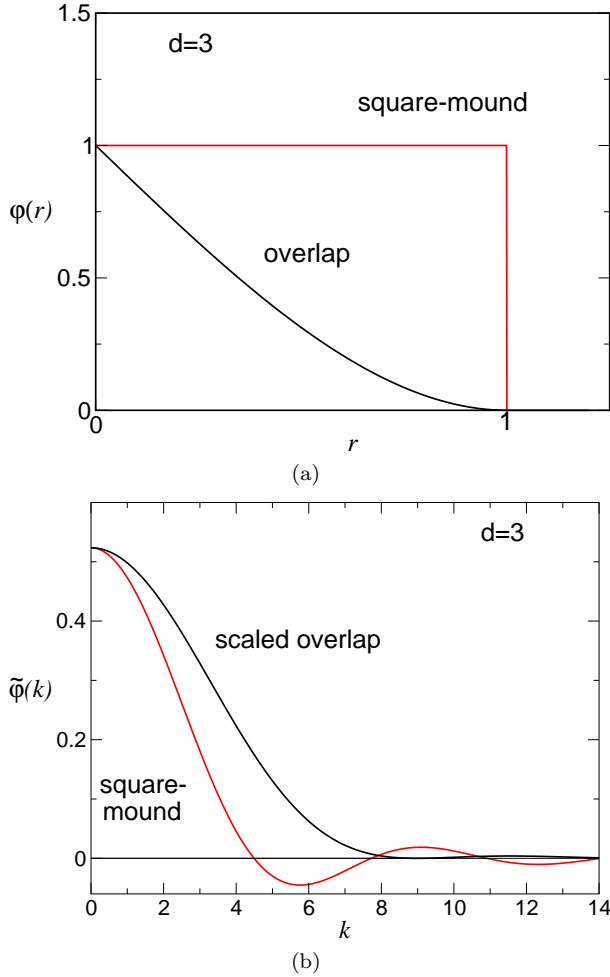 1.5
d=3
square-mound
1
φ(r)
overlap
0.5
0
0
1
r
(a)
d=3
0.4
scaled overlap
φ̃(k)
0.2
square-
mound
0
0 2 4 6 8 10 12 14
k
(b)